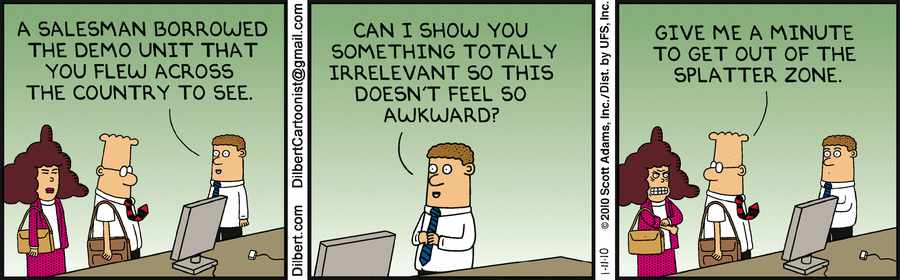 A SALESMAN BORROWED
THE DEMO UNIT THAT
YOU FLEW ACROSS
THE COUNTRY TO SEE.
Dilbert.com DilbertCartoonist@gmail.com
CAN I SHOW YOU
SOMETHING TOTALLY
IRRELEVANT SO THIS
DOESN'T FEEL SO
AWKWARD?
1-11-10 ©2010 Scott Adams, Inc./Dist. by UFS, Inc.
GIVE ME A MINUTE
TO GET OUT OF THE
SPLATTER ZONE.